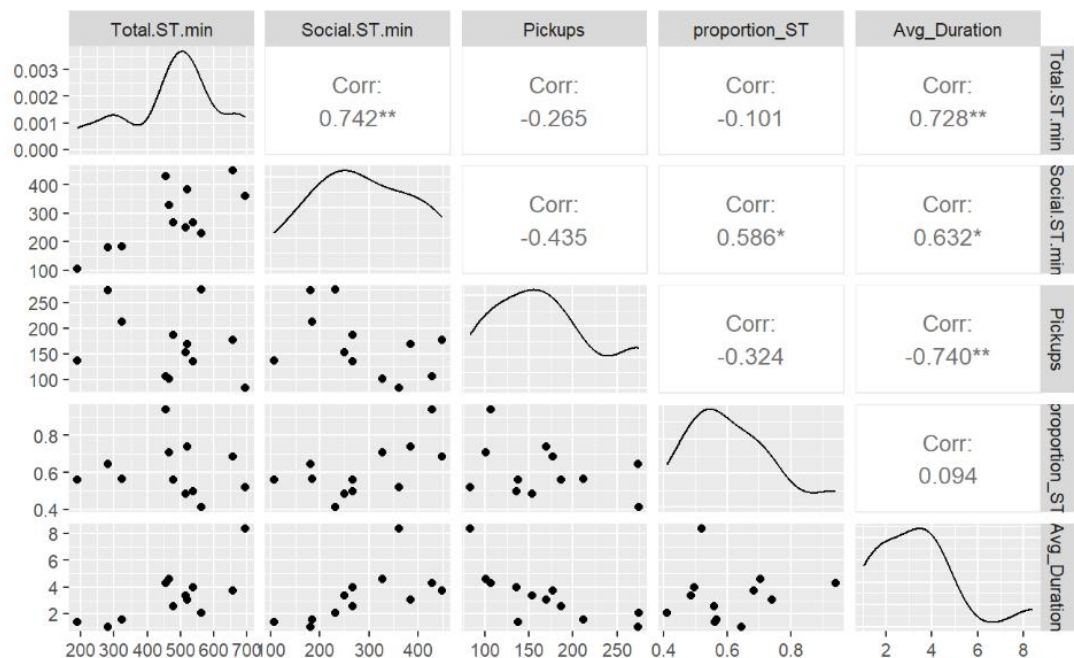 Total.ST.min Social.ST.min Pickups proportion_ST Avg_Duration
0.003
0.002
0.001
0.000
Corr:
0.742**
Corr:
-0.265
Corr:
-0.101
Corr:
0.728**
Total.ST.min
400
300
200
100
Corr:
-0.435
Corr:
0.586*
Corr:
0.632*
Social.ST.min
250
200
150
100
Corr:
-0.324
Corr:
-0.740**
Pickups
0.8
0.6
0.4
Corr:
0.094
proportion_ST
8
6
4
2
Avg_Duration
200 300 400 500 600 700 100 200 300 400 100 150 200 250 0.4 0.6 0.8 2 4 6 8